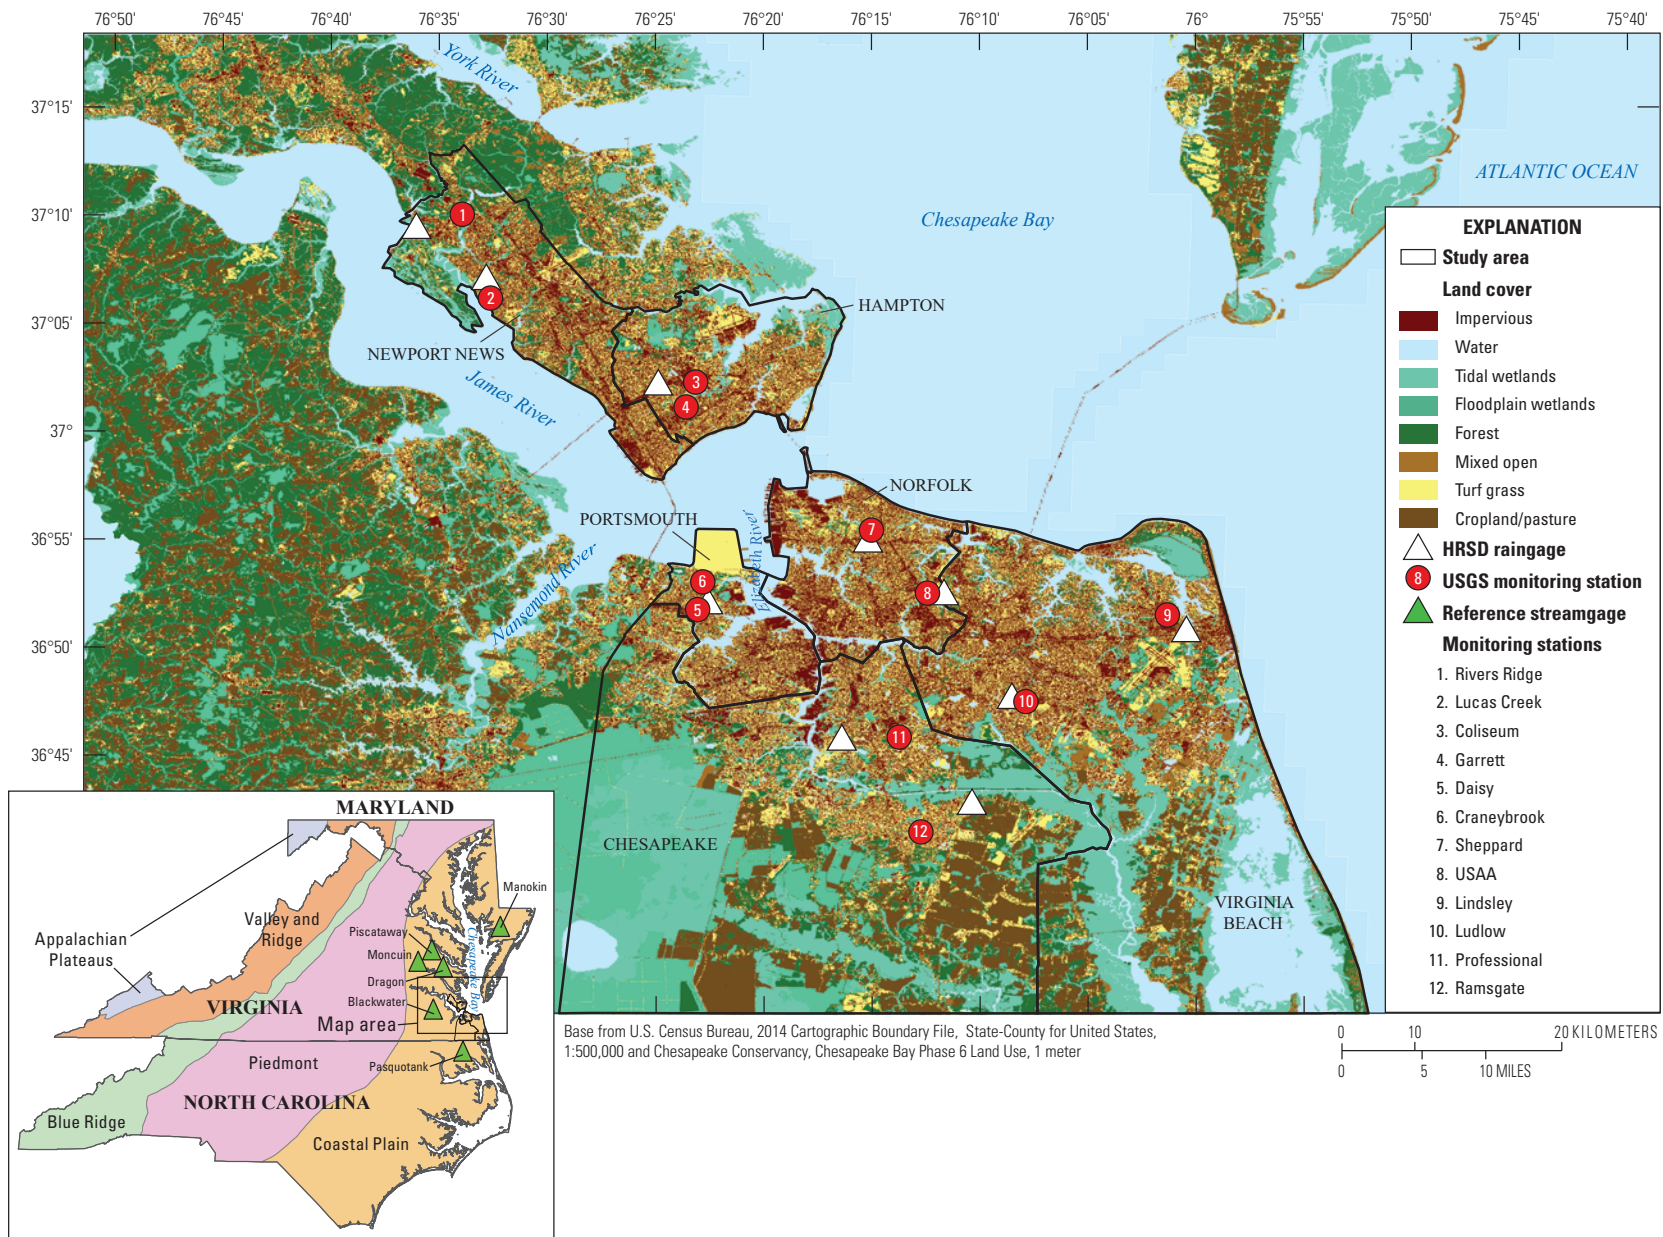 76°50' 76°45' 76°40' 76°35' 76°30' 76°25' 76°20' 76°15' 76°10' 76°05' 76° 75°55' 75°50' 75°45' 75°40'
37°15'
37°10'
37°05'
37°
36°55'
36°50'
36°45'
York River
Chesapeake Bay
ATLANTIC OCEAN
HAMPTON
NEWPORT NEWS
James River
NORFOLK
PORTSMOUTH
Elizabeth River
Nansemond River
CHESAPEAKE
VIRGINIA
BEACH
1
2
3
4
5
6
7
8
9
10
11
12
EXPLANATION
Study area
Land cover
Impervious
Water
Tidal wetlands
Floodplain wetlands
Forest
Mixed open
Turf grass
Cropland/pasture
HRSD raingage
8 USGS monitoring station
Reference streamgage
Monitoring stations
1. Rivers Ridge
2. Lucas Creek
3. Coliseum
4. Garrett
5. Daisy
6. Craneybrook
7. Sheppard
8. USAA
9. Lindsley
10. Ludlow
11. Professional
12. Ramsgate
MARYLAND
Manokin
Valley and
Ridge
Appalachian
Plateaus
Piscataway
Moncuin
Dragon
Blackwater
Chesapeake Bay
VIRGINIA
Map area
Piedmont
Pasquotank
NORTH CAROLINA
Blue Ridge
Coastal Plain
Base from U.S. Census Bureau, 2014 Cartographic Boundary File, State-County for United States,
1:500,000 and Chesapeake Conservancy, Chesapeake Bay Phase 6 Land Use, 1 meter
0 10 20 KILOMETERS
0 5 10 MILES